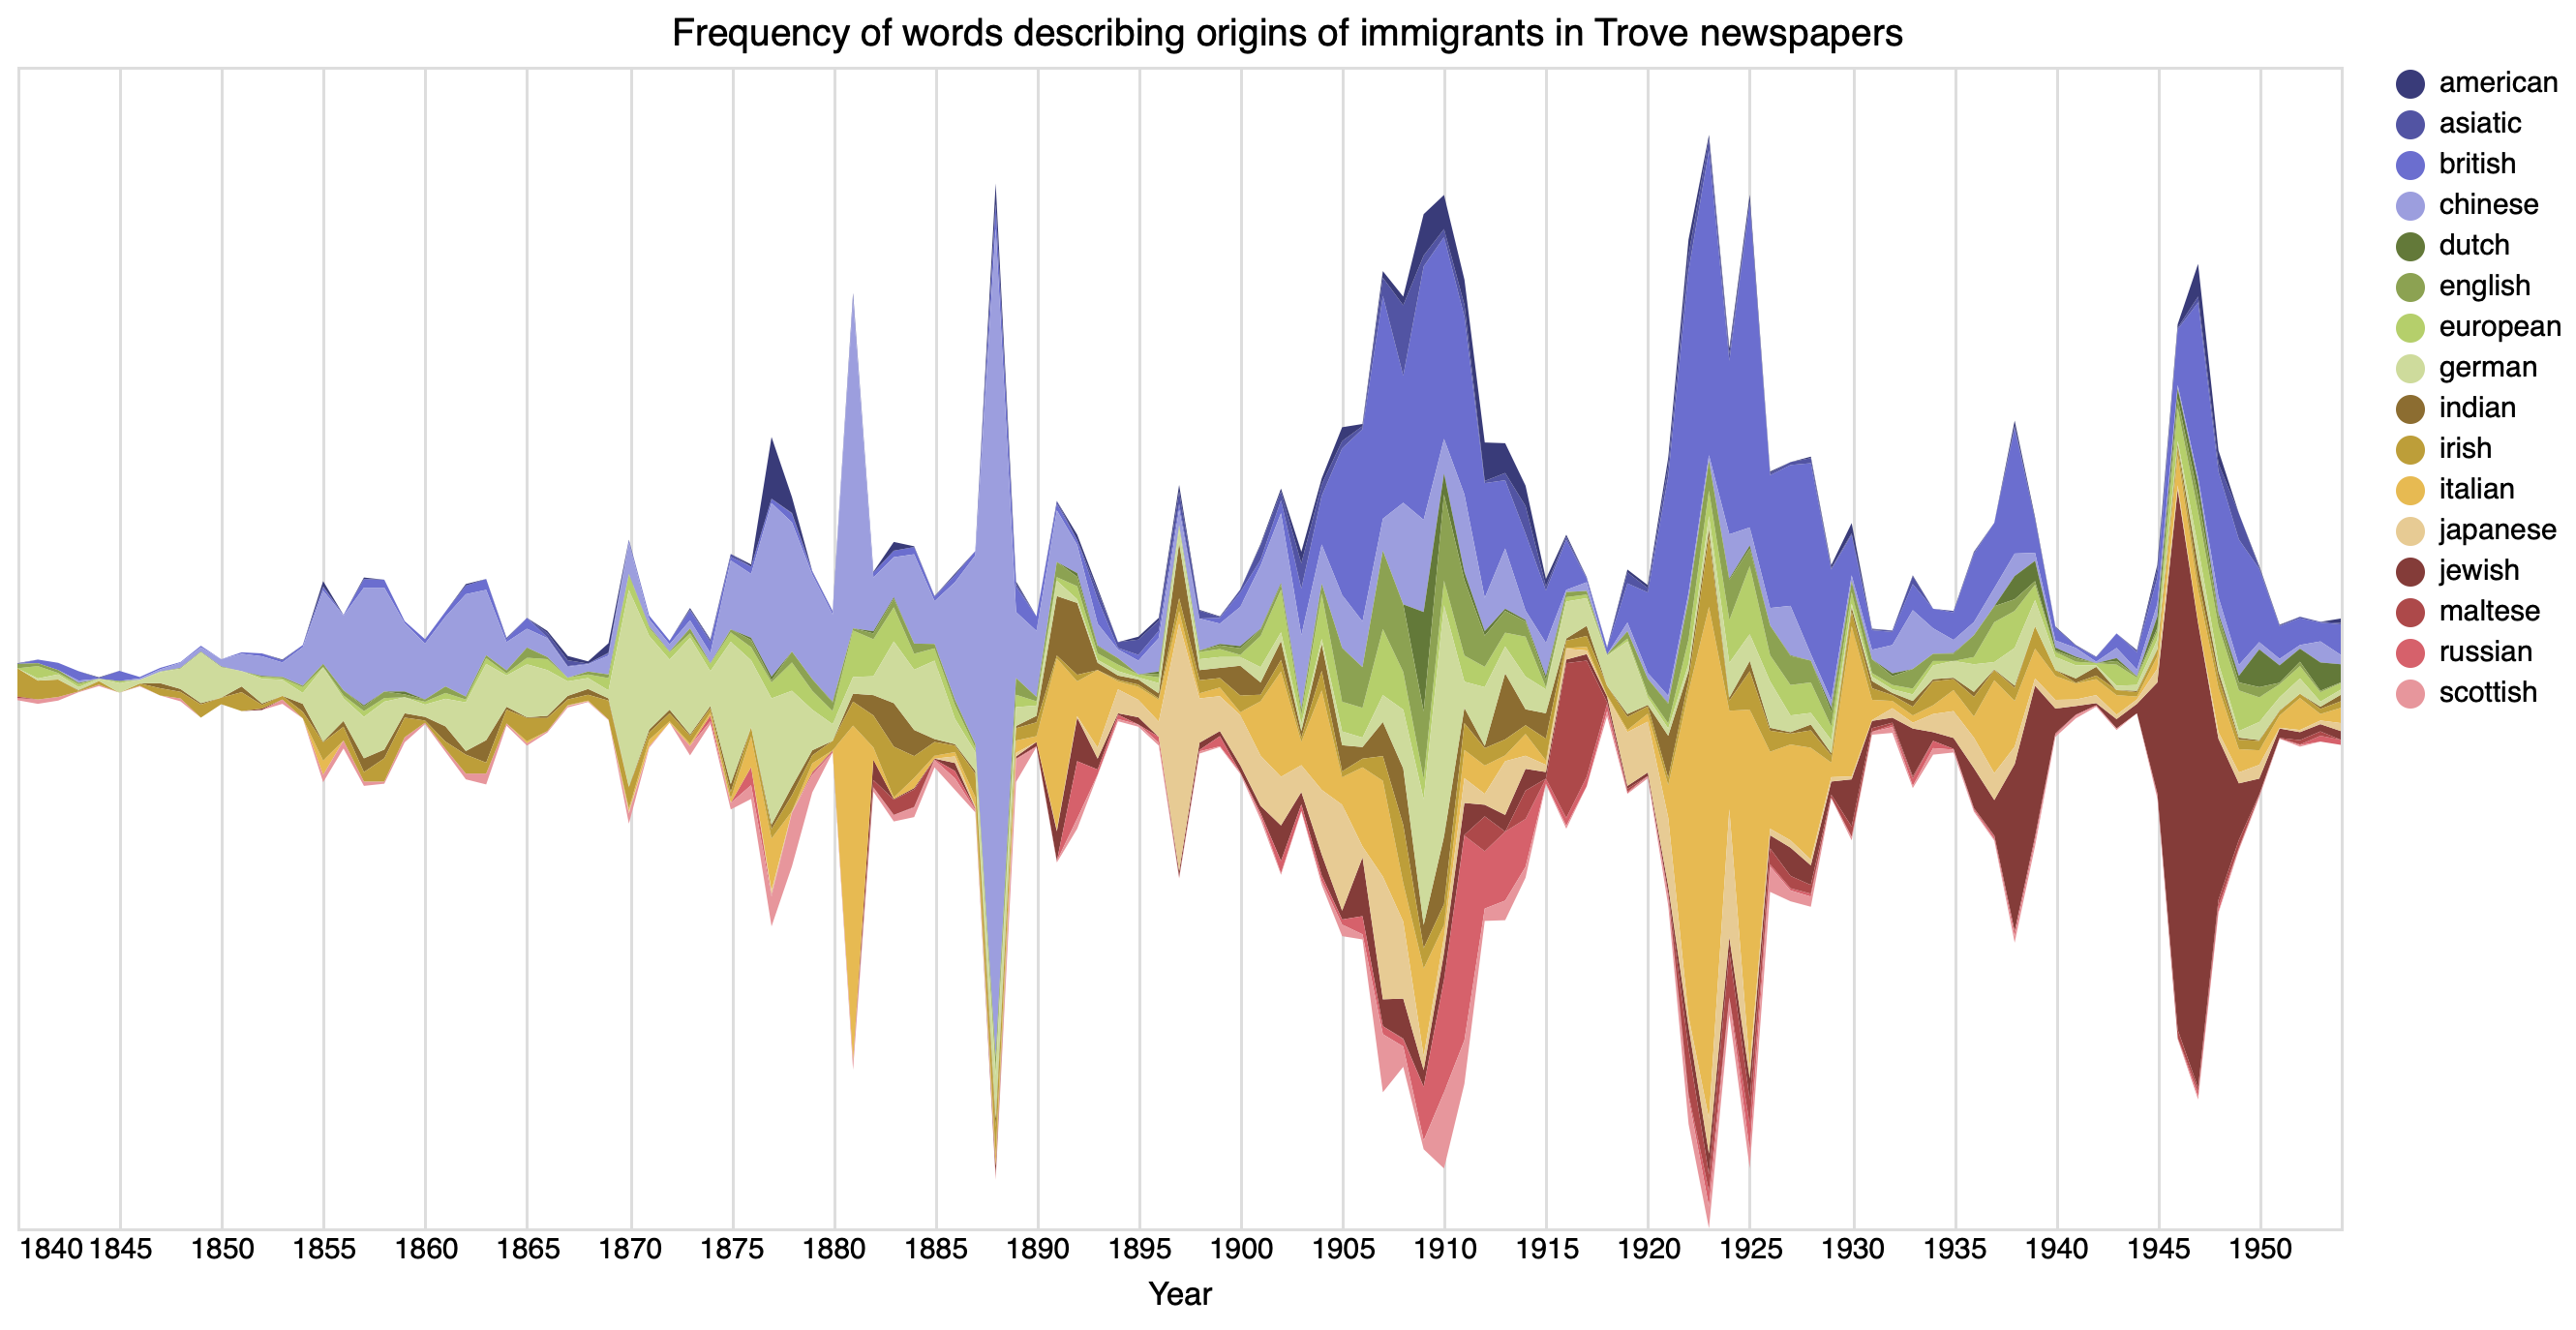 Frequency of words describing origins of immigrants in Trove newspapers
american
asiatic
british
chinese
dutch
english
european
german
indian
irish
italian
japanese
jewish
maltese
russian
scottish
1840 1845 1850 1855 1860 1865 1870 1875 1880 1885 1890 1895 1900 1905 1910 1915 1920 1925 1930 1935 1940 1945 1950
Year